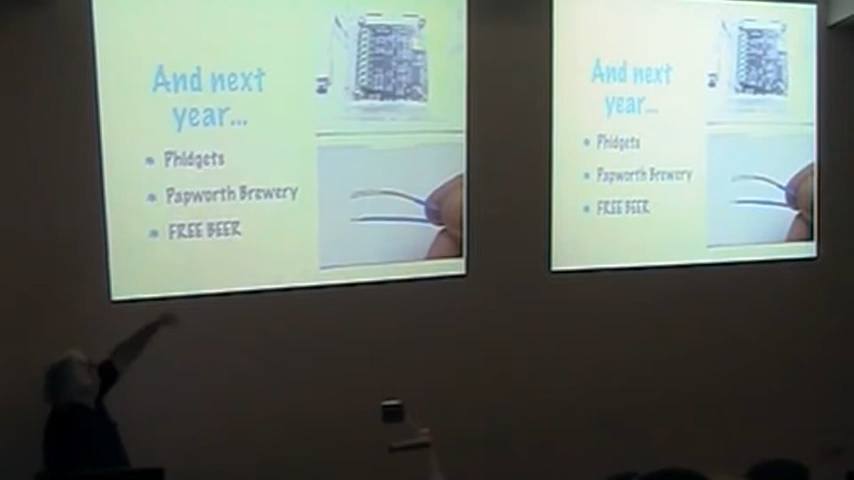 And next
year...
Phidgets
Papworth Brewery
FREE BEER
And next
year...
Phidgets
Papworth Brewery
FREE BEER